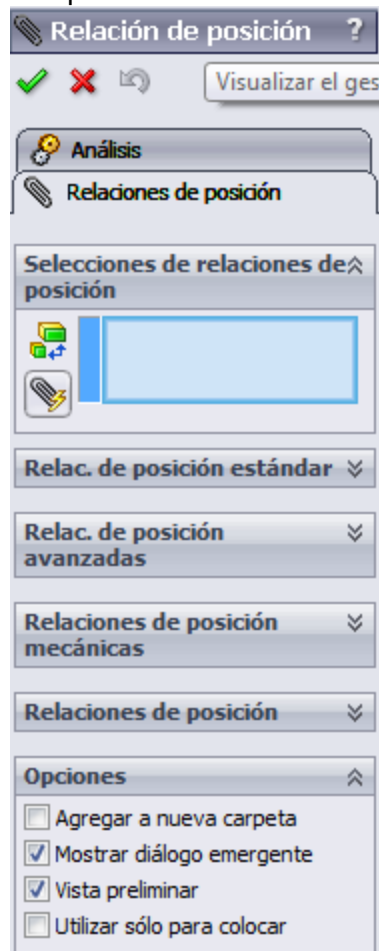 Relación de posición ?
Visualizar el ges
Análisis
Relaciones de posición
Selecciones de relaciones de
posición
Relac. de posición estándar
Relac. de posición
avanzadas
Relaciones de posición
mecánicas
Relaciones de posición
Opciones
Agregar a nueva carpeta
Mostrar diálogo emergente
Vista preliminar
Utilizar sólo para colocar